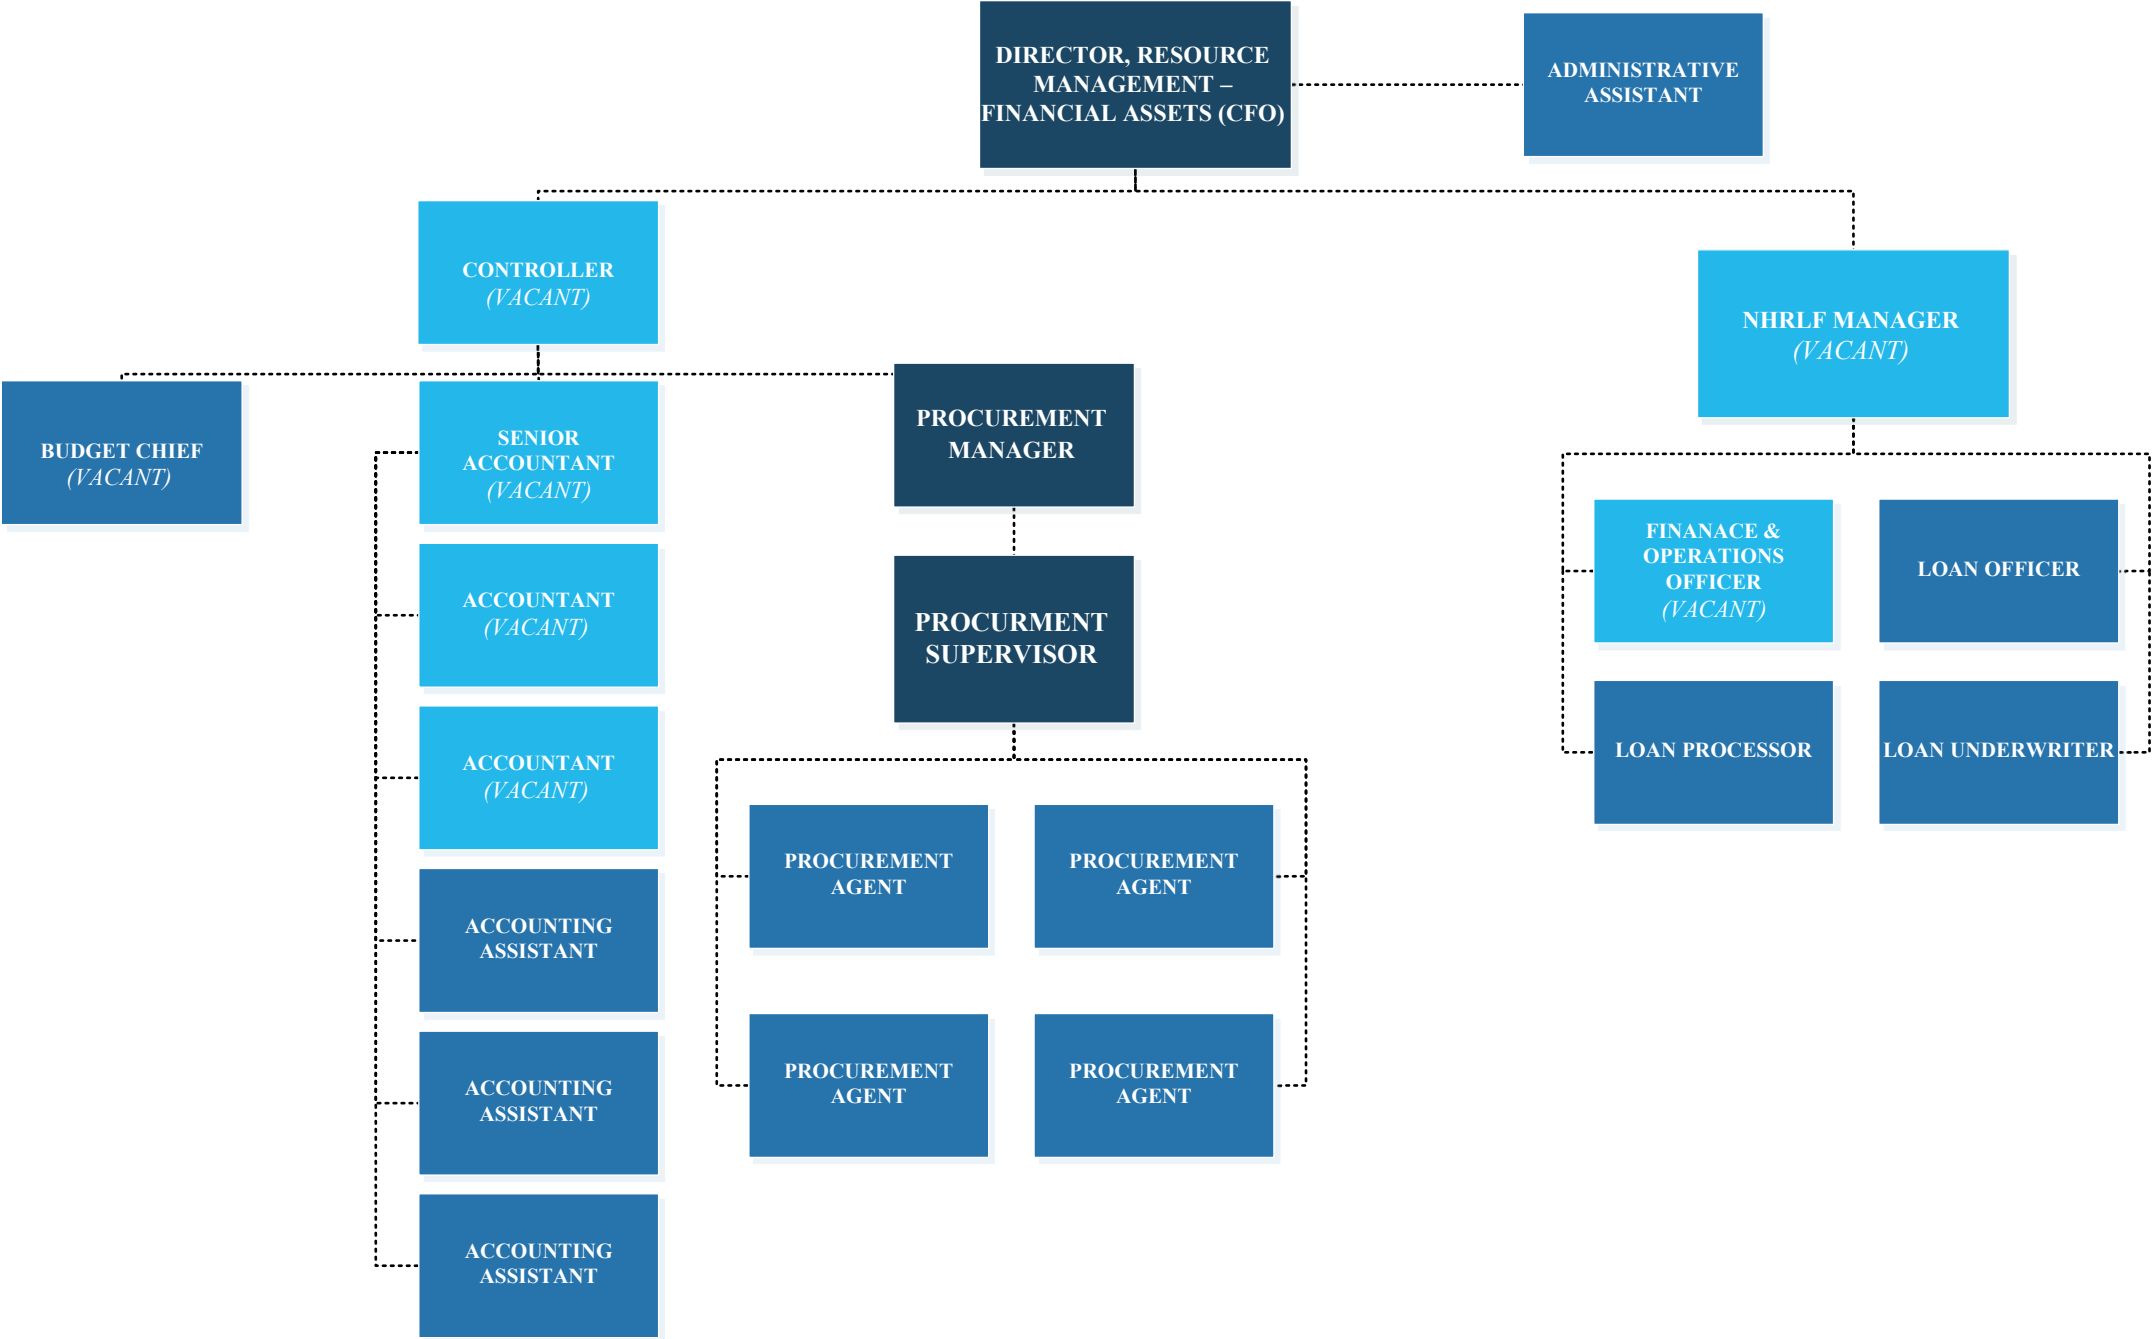 DIRECTOR, RESOURCE
MANAGEMENT –
FINANCIAL ASSETS (CFO)
ADMINISTRATIVE
ASSISTANT
CONTROLLER
(VACANT)
NHRLF MANAGER
(VACANT)
BUDGET CHIEF
(VACANT)
SENIOR
ACCOUNTANT
(VACANT)
PROCUREMENT
MANAGER
ACCOUNTANT
(VACANT)
PROCURMENT
SUPERVISOR
FINANACE &
OPERATIONS
OFFICER
(VACANT)
LOAN OFFICER
ACCOUNTANT
(VACANT)
LOAN PROCESSOR
LOAN UNDERWRITER
PROCUREMENT
AGENT
PROCUREMENT
AGENT
ACCOUNTING
ASSISTANT
PROCUREMENT
AGENT
PROCUREMENT
AGENT
ACCOUNTING
ASSISTANT
ACCOUNTING
ASSISTANT